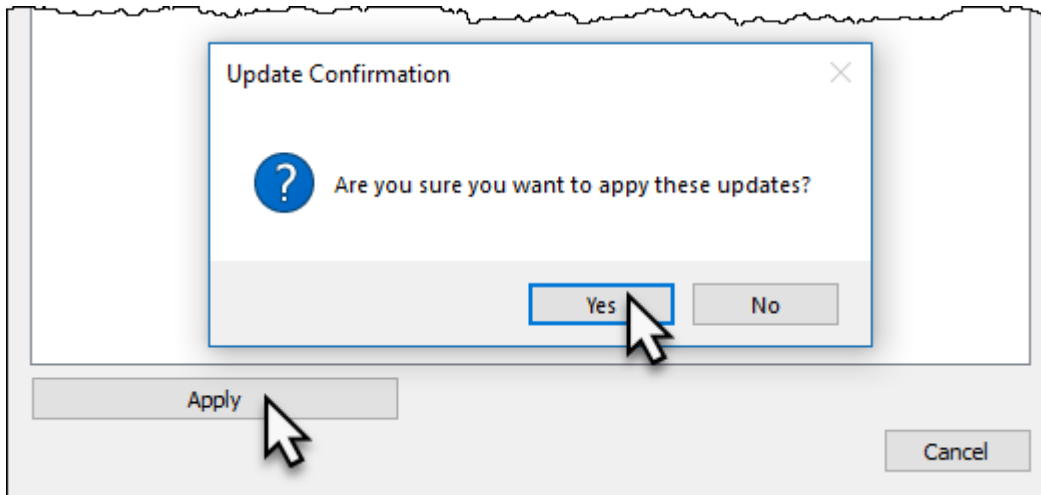 Update Confirmation
?
Are you sure you want to appy these updates?
Yes
No
Apply
Cancel